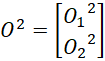 O² = [O₁² O₂²]